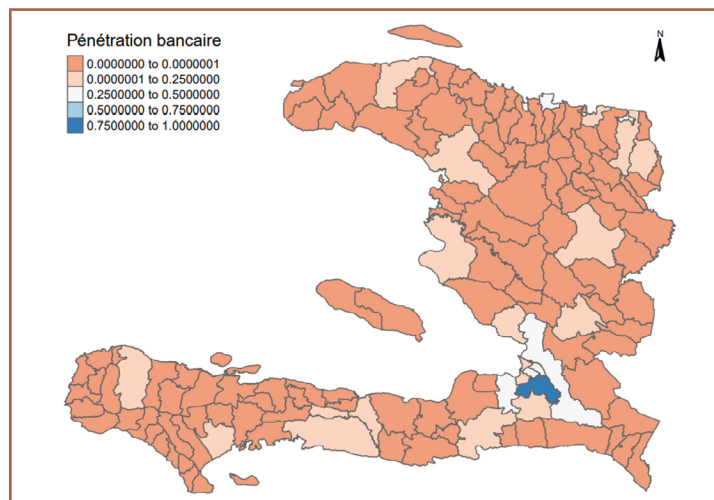 Pénétration bancaire
0.0000000 to 0.0000001
0.0000001 to 0.2500000
0.2500000 to 0.5000000
0.5000000 to 0.7500000
0.7500000 to 1.0000000
N